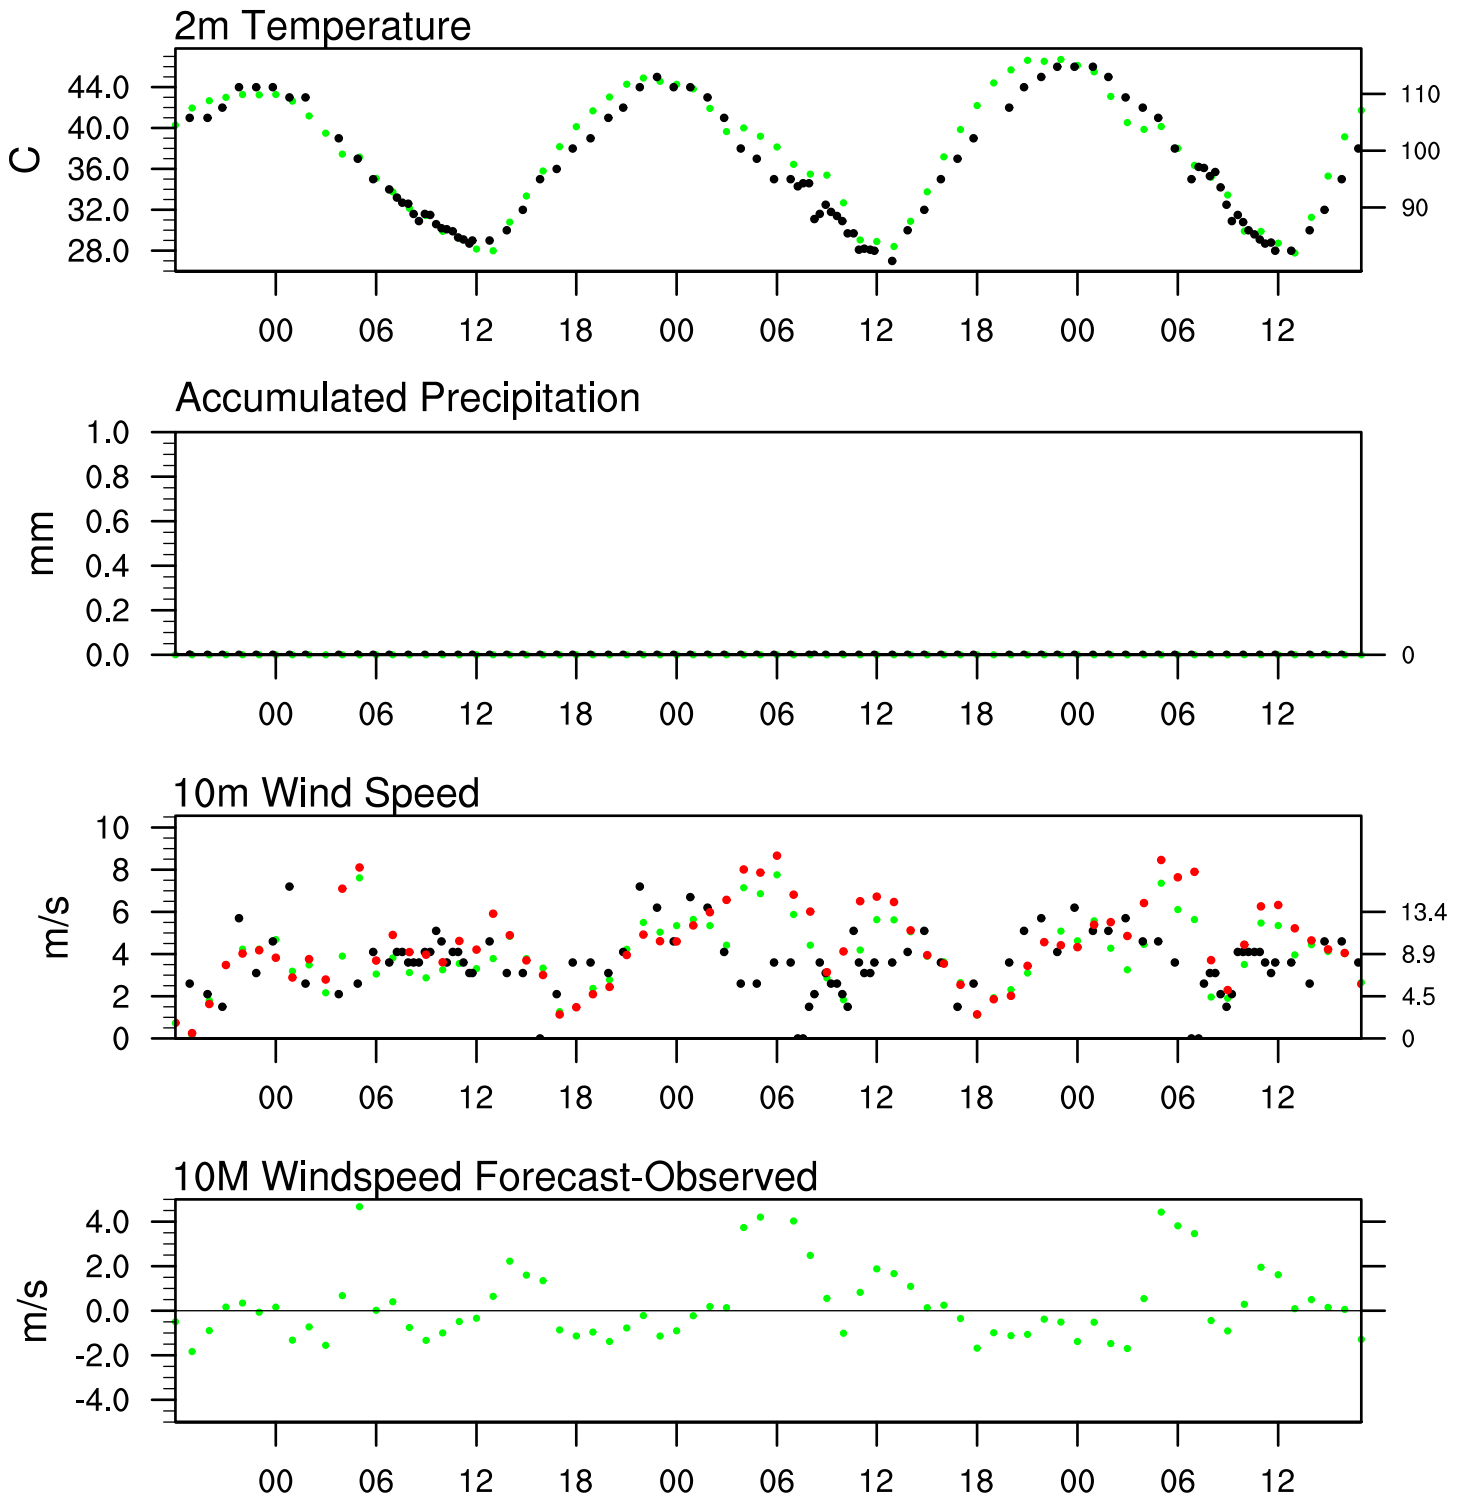 2m Temperature
C
44.0
40.0
36.0
32.0
28.0
110
100
90
00 06 12 18 00 06 12 18 00 06 12
Accumulated Precipitation
mm
1.0
0.8
0.6
0.4
0.2
0.0
0
00 06 12 18 00 06 12 18 00 06 12
10m Wind Speed
m/s
10
8
6
4
2
0
13.4
8.9
4.5
0
00 06 12 18 00 06 12 18 00 06 12
10M Windspeed Forecast-Observed
m/s
4.0
2.0
0.0
-2.0
-4.0
00 06 12 18 00 06 12 18 00 06 12